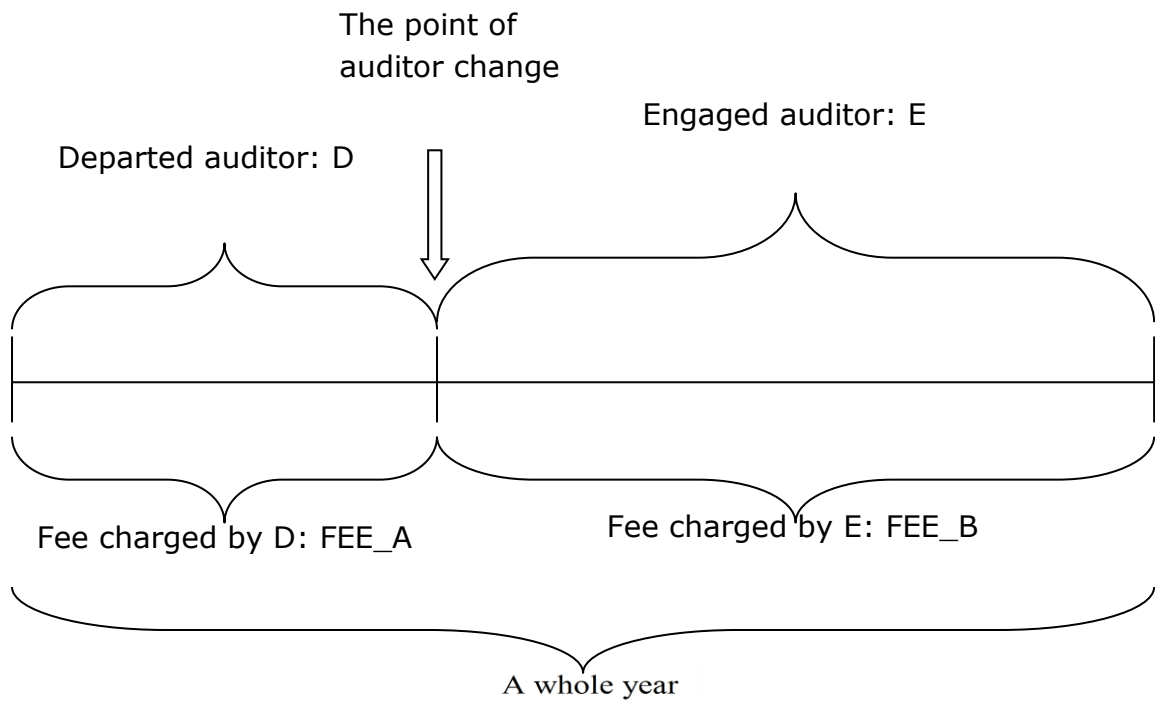 The point of
auditor change
Engaged auditor: E
Departed auditor: D
Fee charged by D: FEE_A
Fee charged by E: FEE_B
A whole year